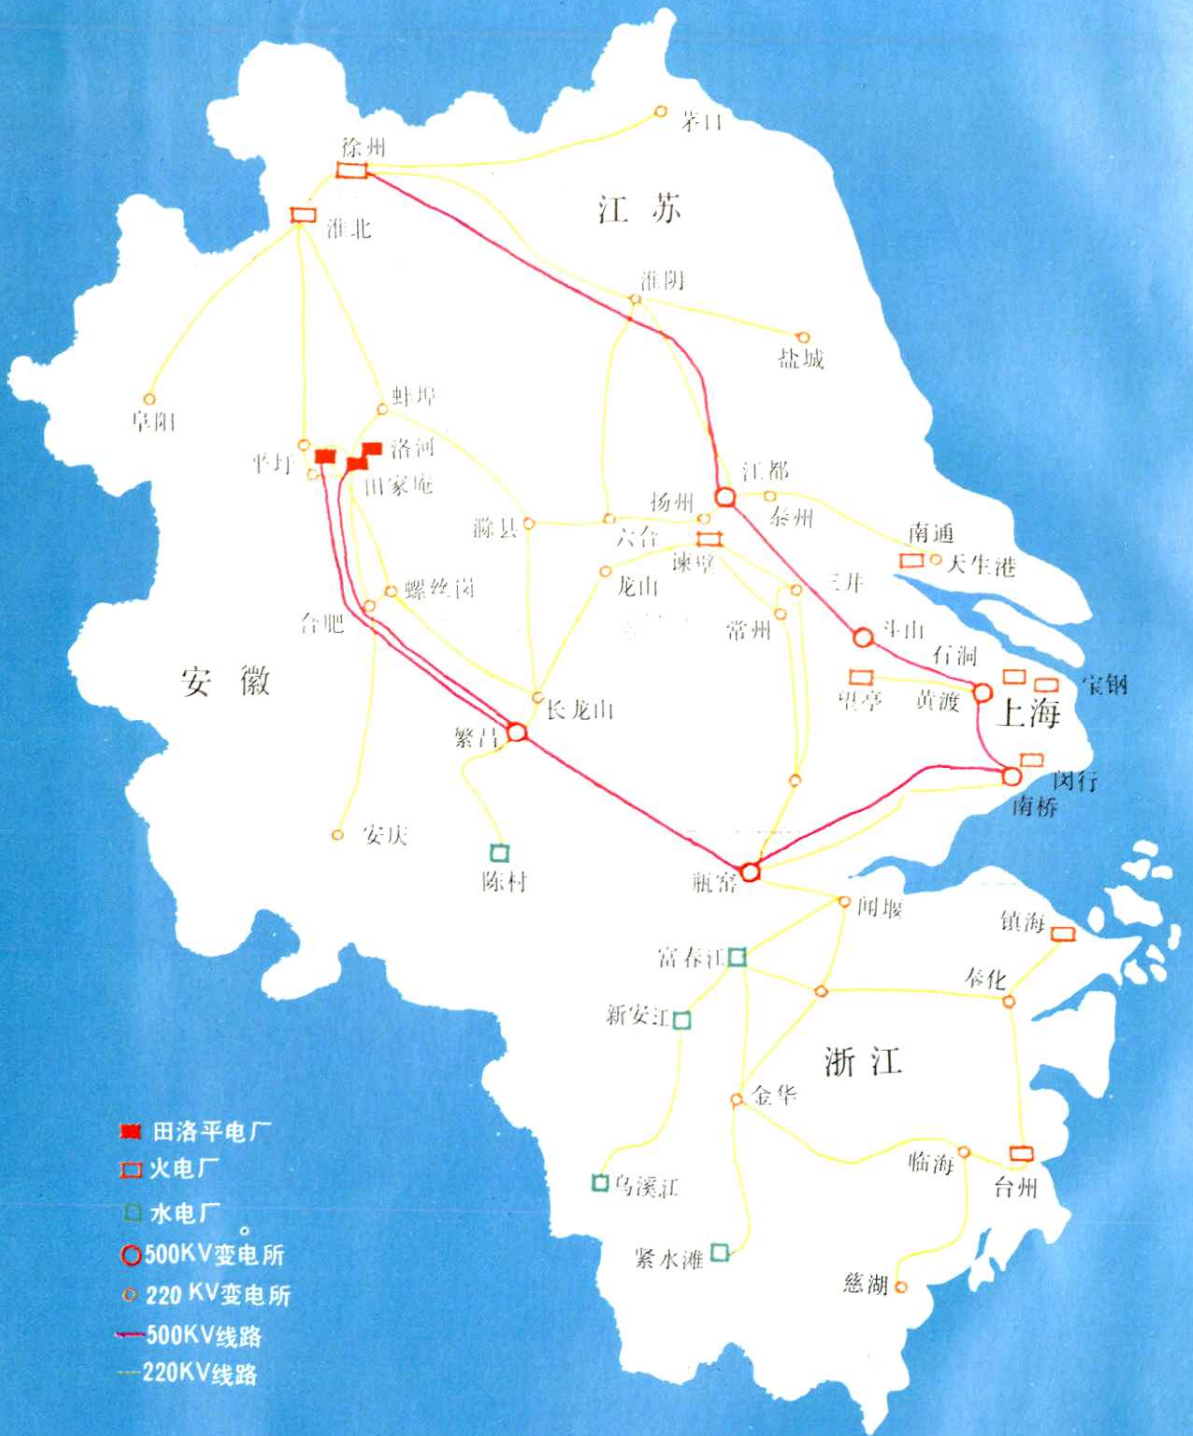 茅口
徐州
江苏
淮北
淮阴
盐城
蚌埠
阜阳
洛河
平圩
田家庵
江都
扬州
泰州
滁县
六合
南通
谏壁
天生港
龙山
三井
螺丝岗
合肥
常州
斗山
石洞
安徽
望亭
黄渡
宝钢
上海
长龙山
繁昌
闵行
南桥
安庆
陈村
瓶窑
闻堰
镇海
富春江
奉化
新安江
浙江
金华
临海
乌溪江
台州
紧水滩
慈湖
田洛平电厂
火电厂
水电厂
500KV变电所
220KV变电所
500KV线路
220KV线路